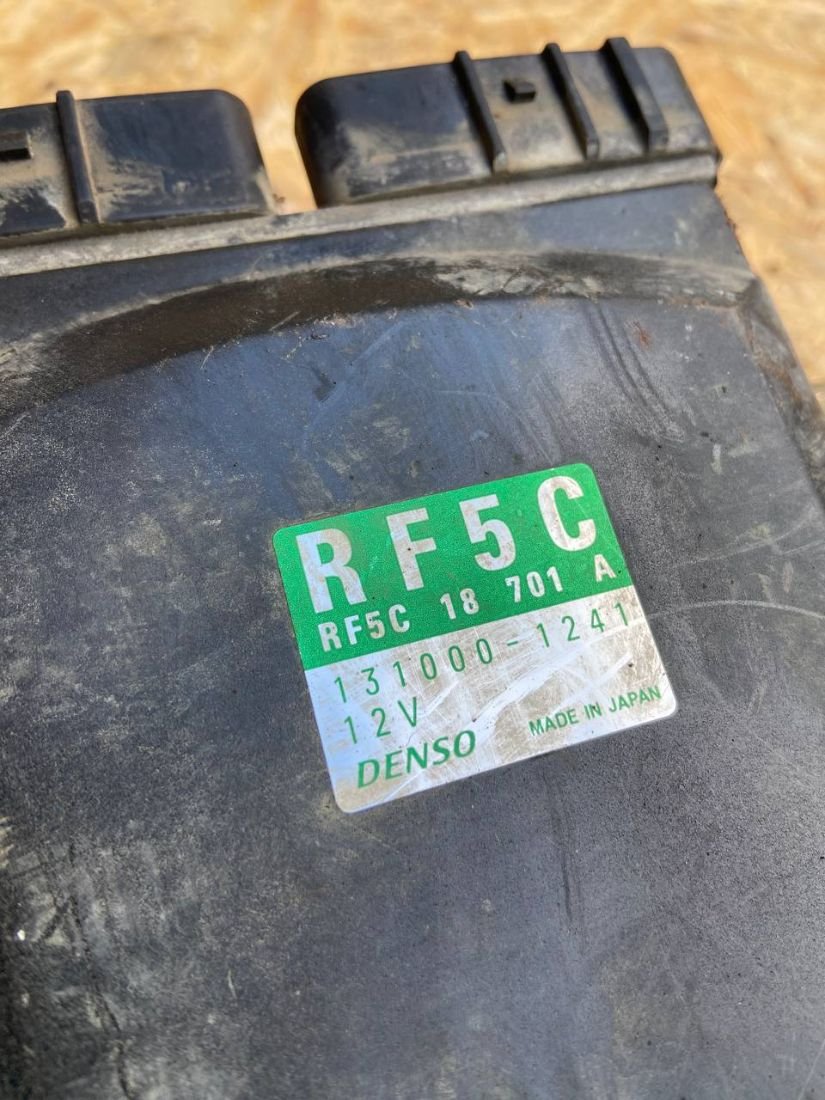 RF5C
RF5C 18 701 A
131000-1241
12V
DENSO MADE IN JAPAN